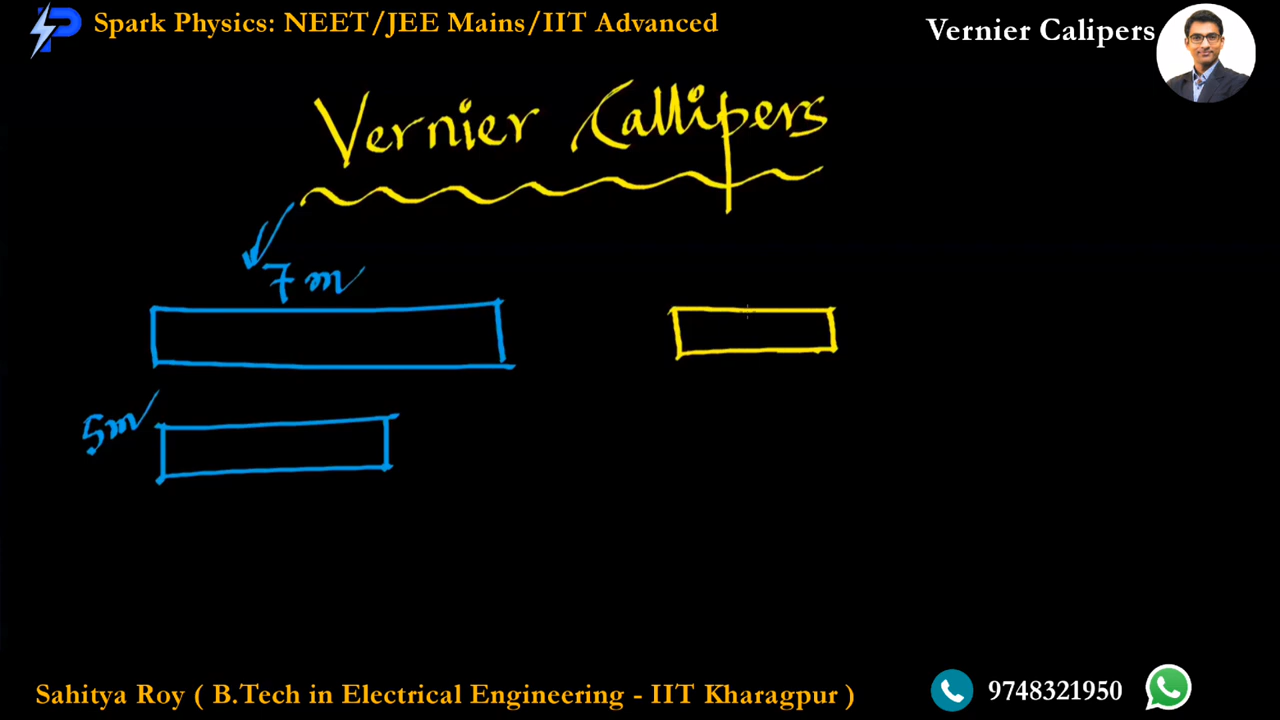 Spark Physics: NEET/JEE Mains/IIT Advanced
Vernier Calipers
Vernier Callipers
7 m
5m
Sahitya Roy ( B.Tech in Electrical Engineering - IIT Kharagpur )
9748321950